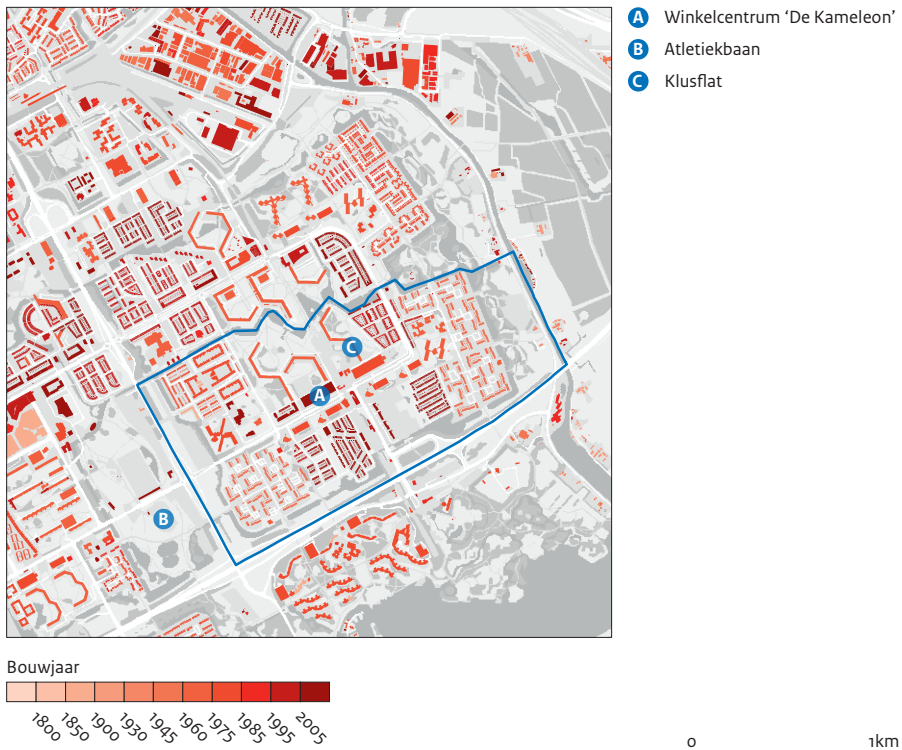 A Winkelcentrum ‘De Kameleon’
B Atletiekbaan
C Klusflat
C
A
B
Bouwjaar
1800 1850 1900 1930 1945 1960 1975 1985 1995 2005
0 1km